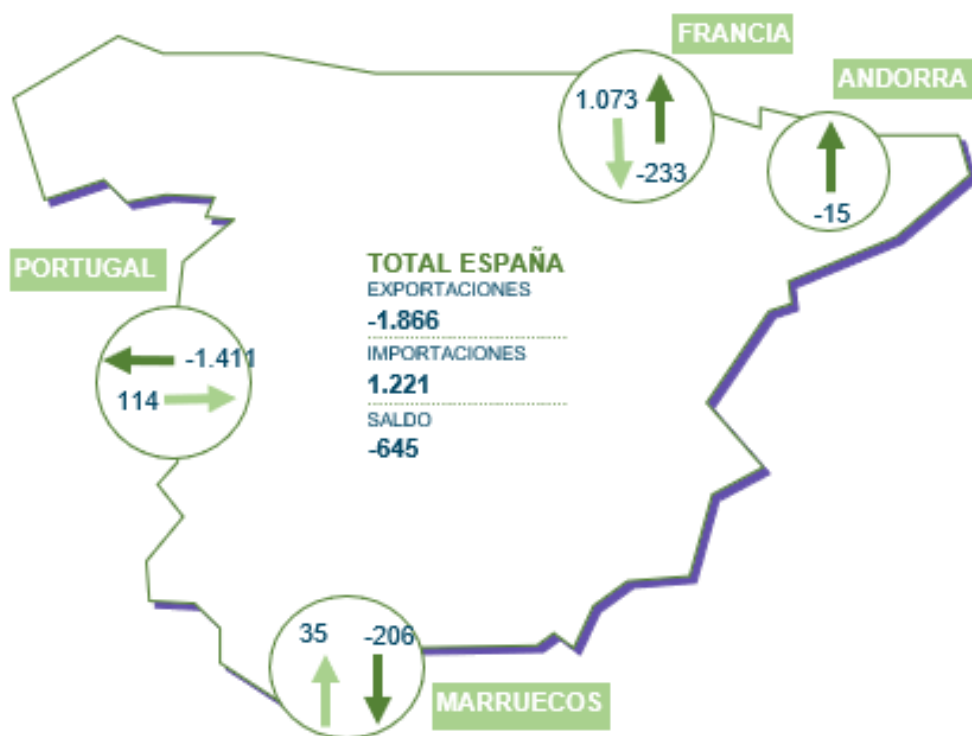 FRANCIA
1.073
-233
ANDORRA
-15
PORTUGAL
-1.411
114
TOTAL ESPAÑA
EXPORTACIONES
-1.866
IMPORTACIONES
1.221
SALDO
-645
35
-206
MARRUECOS